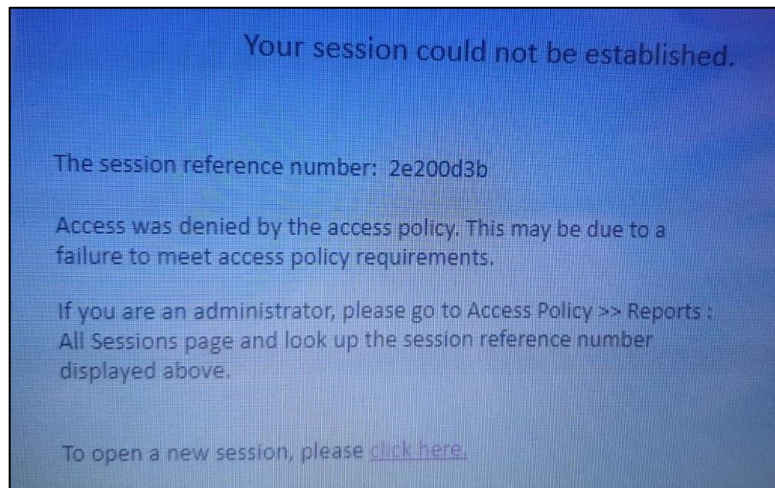 Your session could not be established.
The session reference number: 2e200d3b
Access was denied by the access policy. This may be due to a
failure to meet access policy requirements.
If you are an administrator, please go to Access Policy >> Reports :
All Sessions page and look up the session reference number
displayed above.
To open a new session, please click here.